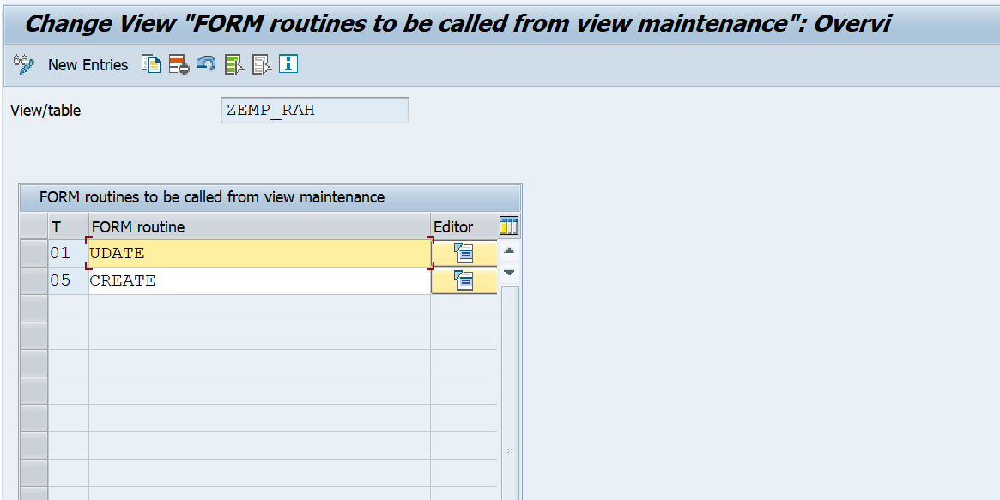 Change View "FORM routines to be called from view maintenance": Overvi
New Entries
View/table ZEMP_RAH
FORM routines to be called from view maintenance
T FORM routine Editor
01 UDATE
05 CREATE